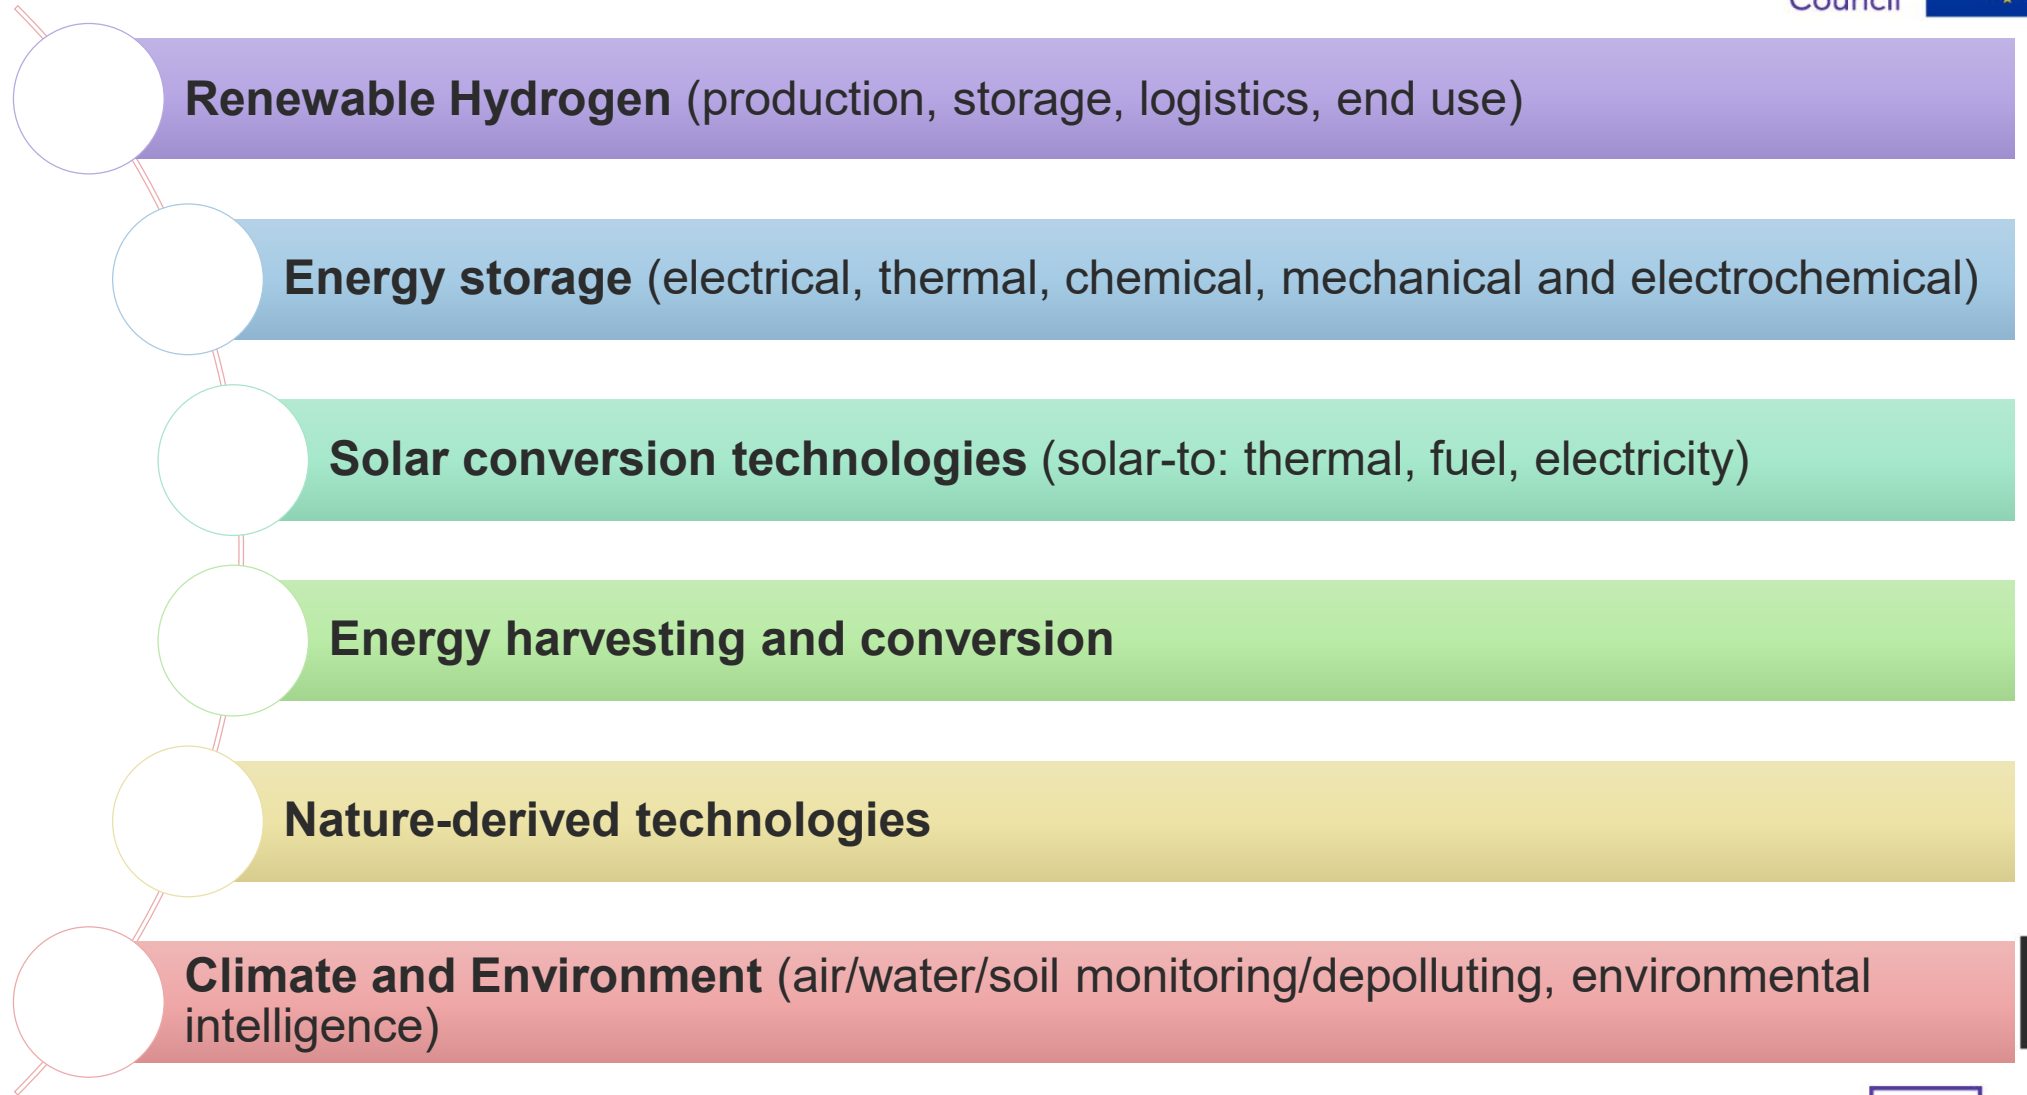 Council
Renewable Hydrogen (production, storage, logistics, end use)
Energy storage (electrical, thermal, chemical, mechanical and electrochemical)
Solar conversion technologies (solar-to: thermal, fuel, electricity)
Energy harvesting and conversion
Nature-derived technologies
Climate and Environment (air/water/soil monitoring/depolluting, environmental
intelligence)